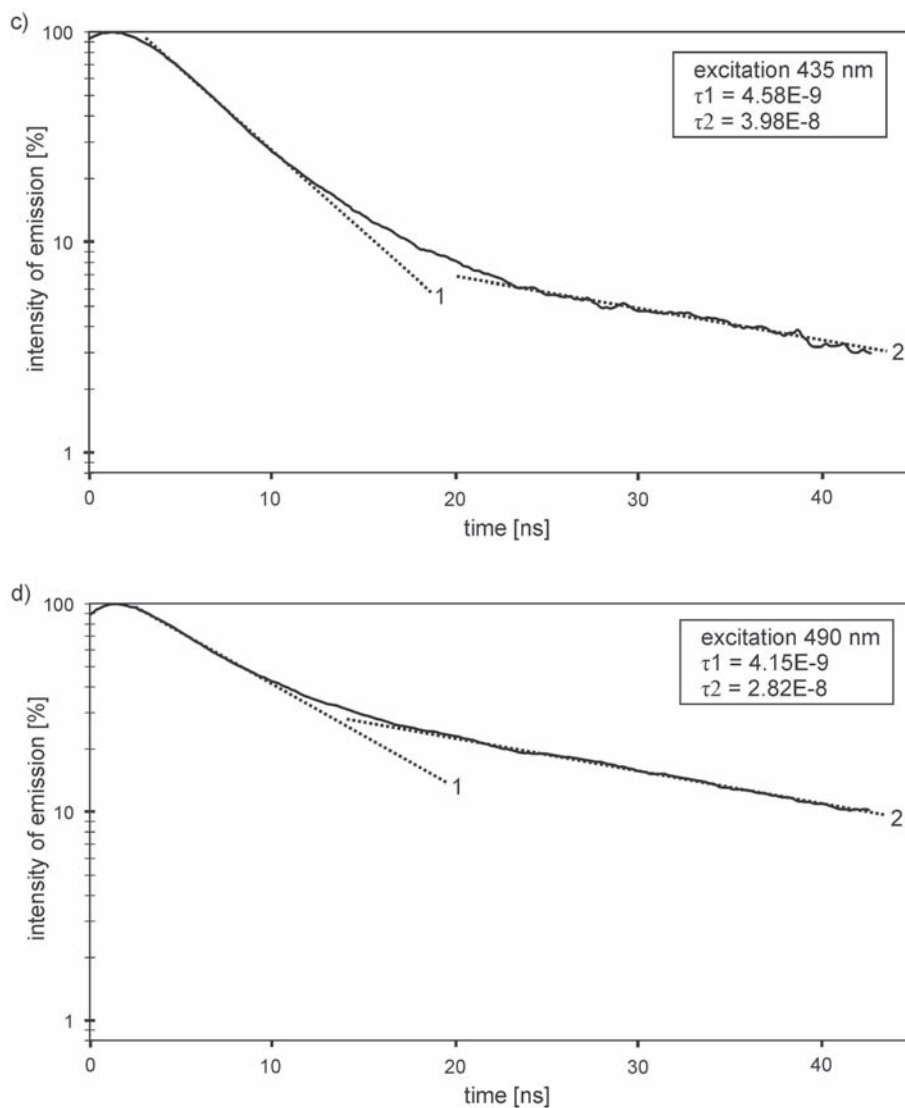 c)
100
10
1
intensity of emission [%]
excitation 435 nm
τ1 = 4.58E-9
τ2 = 3.98E-8
1
2
0
10
20
30
40
time [ns]
d)
100
10
1
intensity of emission [%]
excitation 490 nm
τ1 = 4.15E-9
τ2 = 2.82E-8
1
2
0
10
20
30
40
time [ns]